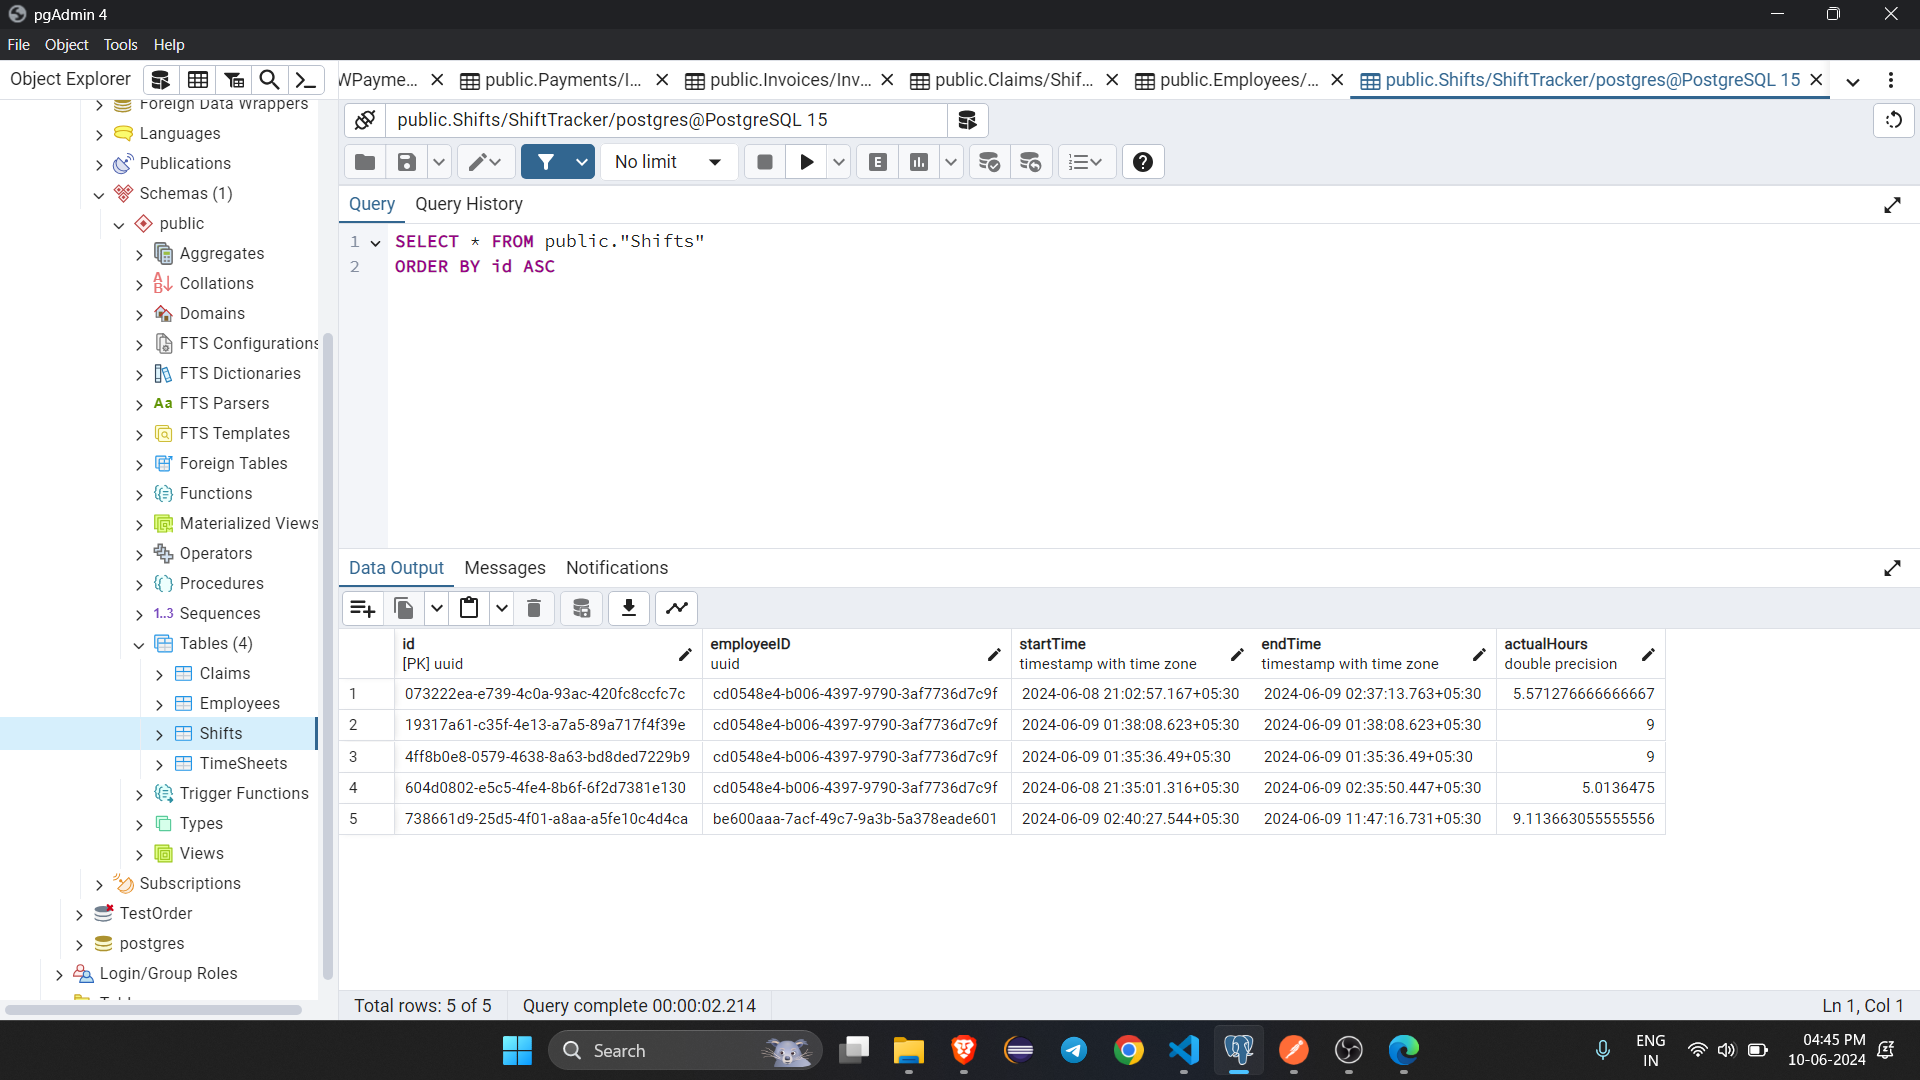 pgAdmin 4
File Object Tools Help
Object Explorer
WPayme... public.Payments/I... public.Invoices/Inv... public.Claims/Shif... public.Employees/... public.Shifts/ShiftTracker/postgres@PostgreSQL 15
Foreign Data Wrappers
Languages
Publications
Schemas (1)
public
Aggregates
Collations
Domains
FTS Configurations
FTS Dictionaries
Aa FTS Parsers
FTS Templates
Foreign Tables
Functions
Materialized Views
Operators
Procedures
1..3 Sequences
Tables (4)
Claims
Employees
Shifts
TimeSheets
Trigger Functions
Types
Views
Subscriptions
TestOrder
postgres
Login/Group Roles
public.Shifts/ShiftTracker/postgres@PostgreSQL 15
No limit
E
Query Query History
1 SELECT * FROM public."Shifts"
2 ORDER BY id ASC
Data Output Messages Notifications
id employeeID startTime endTime actualHours
[PK] uuid uuid timestamp with time zone timestamp with time zone double precision
1 073222ea-e739-4c0a-93ac-420fc8ccfc7c cd0548e4-b006-4397-9790-3af7736d7c9f 2024-06-08 21:02:57.167+05:30 2024-06-09 02:37:13.763+05:30 5.571276666666667
2 19317a61-c35f-4e13-a7a5-89a717f4f39e cd0548e4-b006-4397-9790-3af7736d7c9f 2024-06-09 01:38:08.623+05:30 2024-06-09 01:38:08.623+05:30 9
3 4ff8b0e8-0579-4638-8a63-bd8ded7229b9 cd0548e4-b006-4397-9790-3af7736d7c9f 2024-06-09 01:35:36.49+05:30 2024-06-09 01:35:36.49+05:30 9
4 604d0802-e5c5-4fe4-8b6f-6f2d7381e130 cd0548e4-b006-4397-9790-3af7736d7c9f 2024-06-08 21:35:01.316+05:30 2024-06-09 02:35:50.447+05:30 5.0136475
5 738661d9-25d5-4f01-a8aa-a5fe10c4d4ca be600aaa-7acf-49c7-9a3b-5a378eade601 2024-06-09 02:40:27.544+05:30 2024-06-09 11:47:16.731+05:30 9.113663055555556
Total rows: 5 of 5 Query complete 00:00:02.214 Ln 1, Col 1
Search
ENG
IN
04:45 PM
10-06-2024